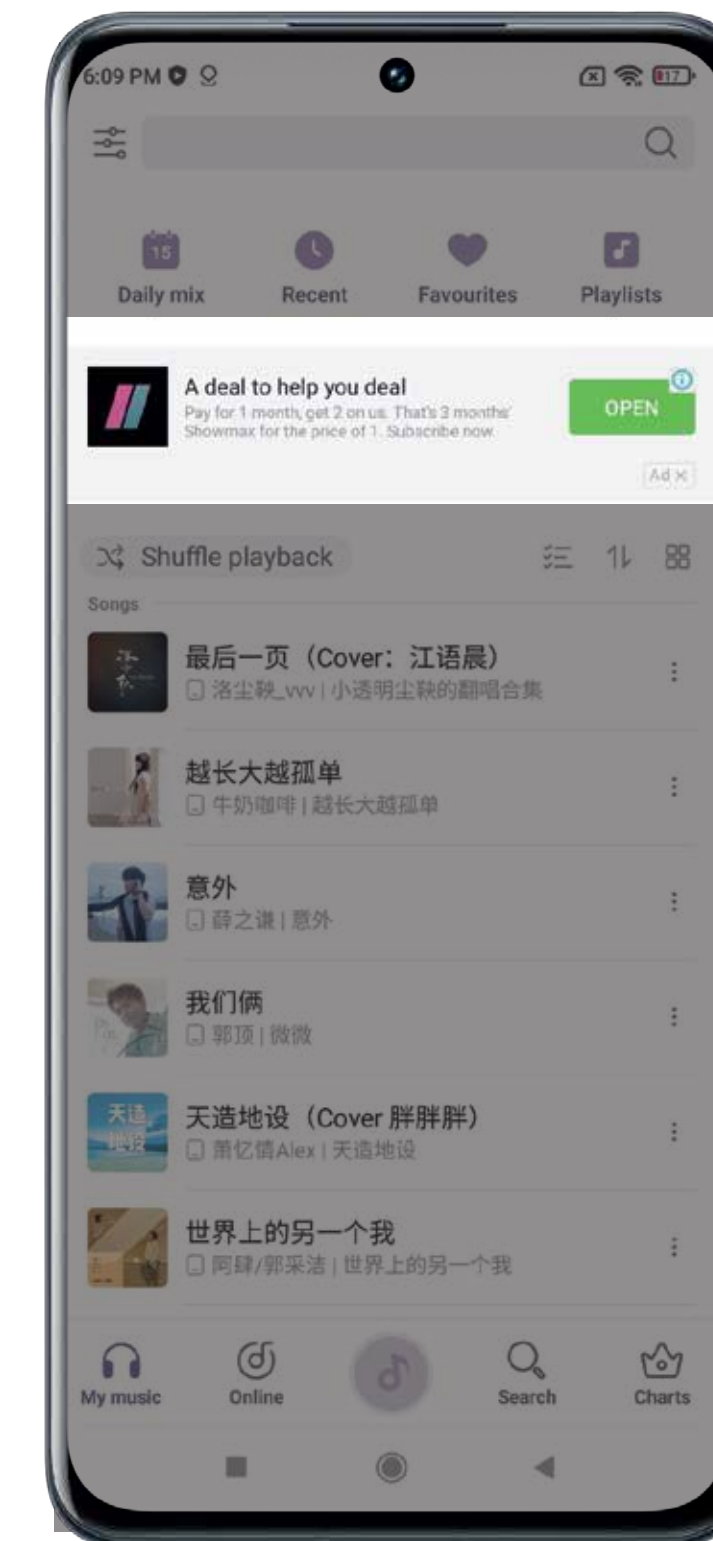 6:09 PM
17
15
Daily mix
Recent
Favourites
Playlists
A deal to help you deal
Pay for 1 month, get 2 on us. That's 3 months'
Showmax for the price of 1. Subscribe now.
OPEN
Ad
Shuffle playback
Songs
最后一页（Cover：江语晨）
洛尘鞅_vvv | 小透明尘鞅的翻唱合集
越长大越孤单
牛奶咖啡 | 越长大越孤单
意外
薛之谦 | 意外
我们俩
郭顶 | 微微
天造
地设
天造地设（Cover 胖胖胖）
萧忆情Alex | 天造地设
世界上的另一个我
阿肆/郭采洁 | 世界上的另一个我
My music
Online
Search
Charts